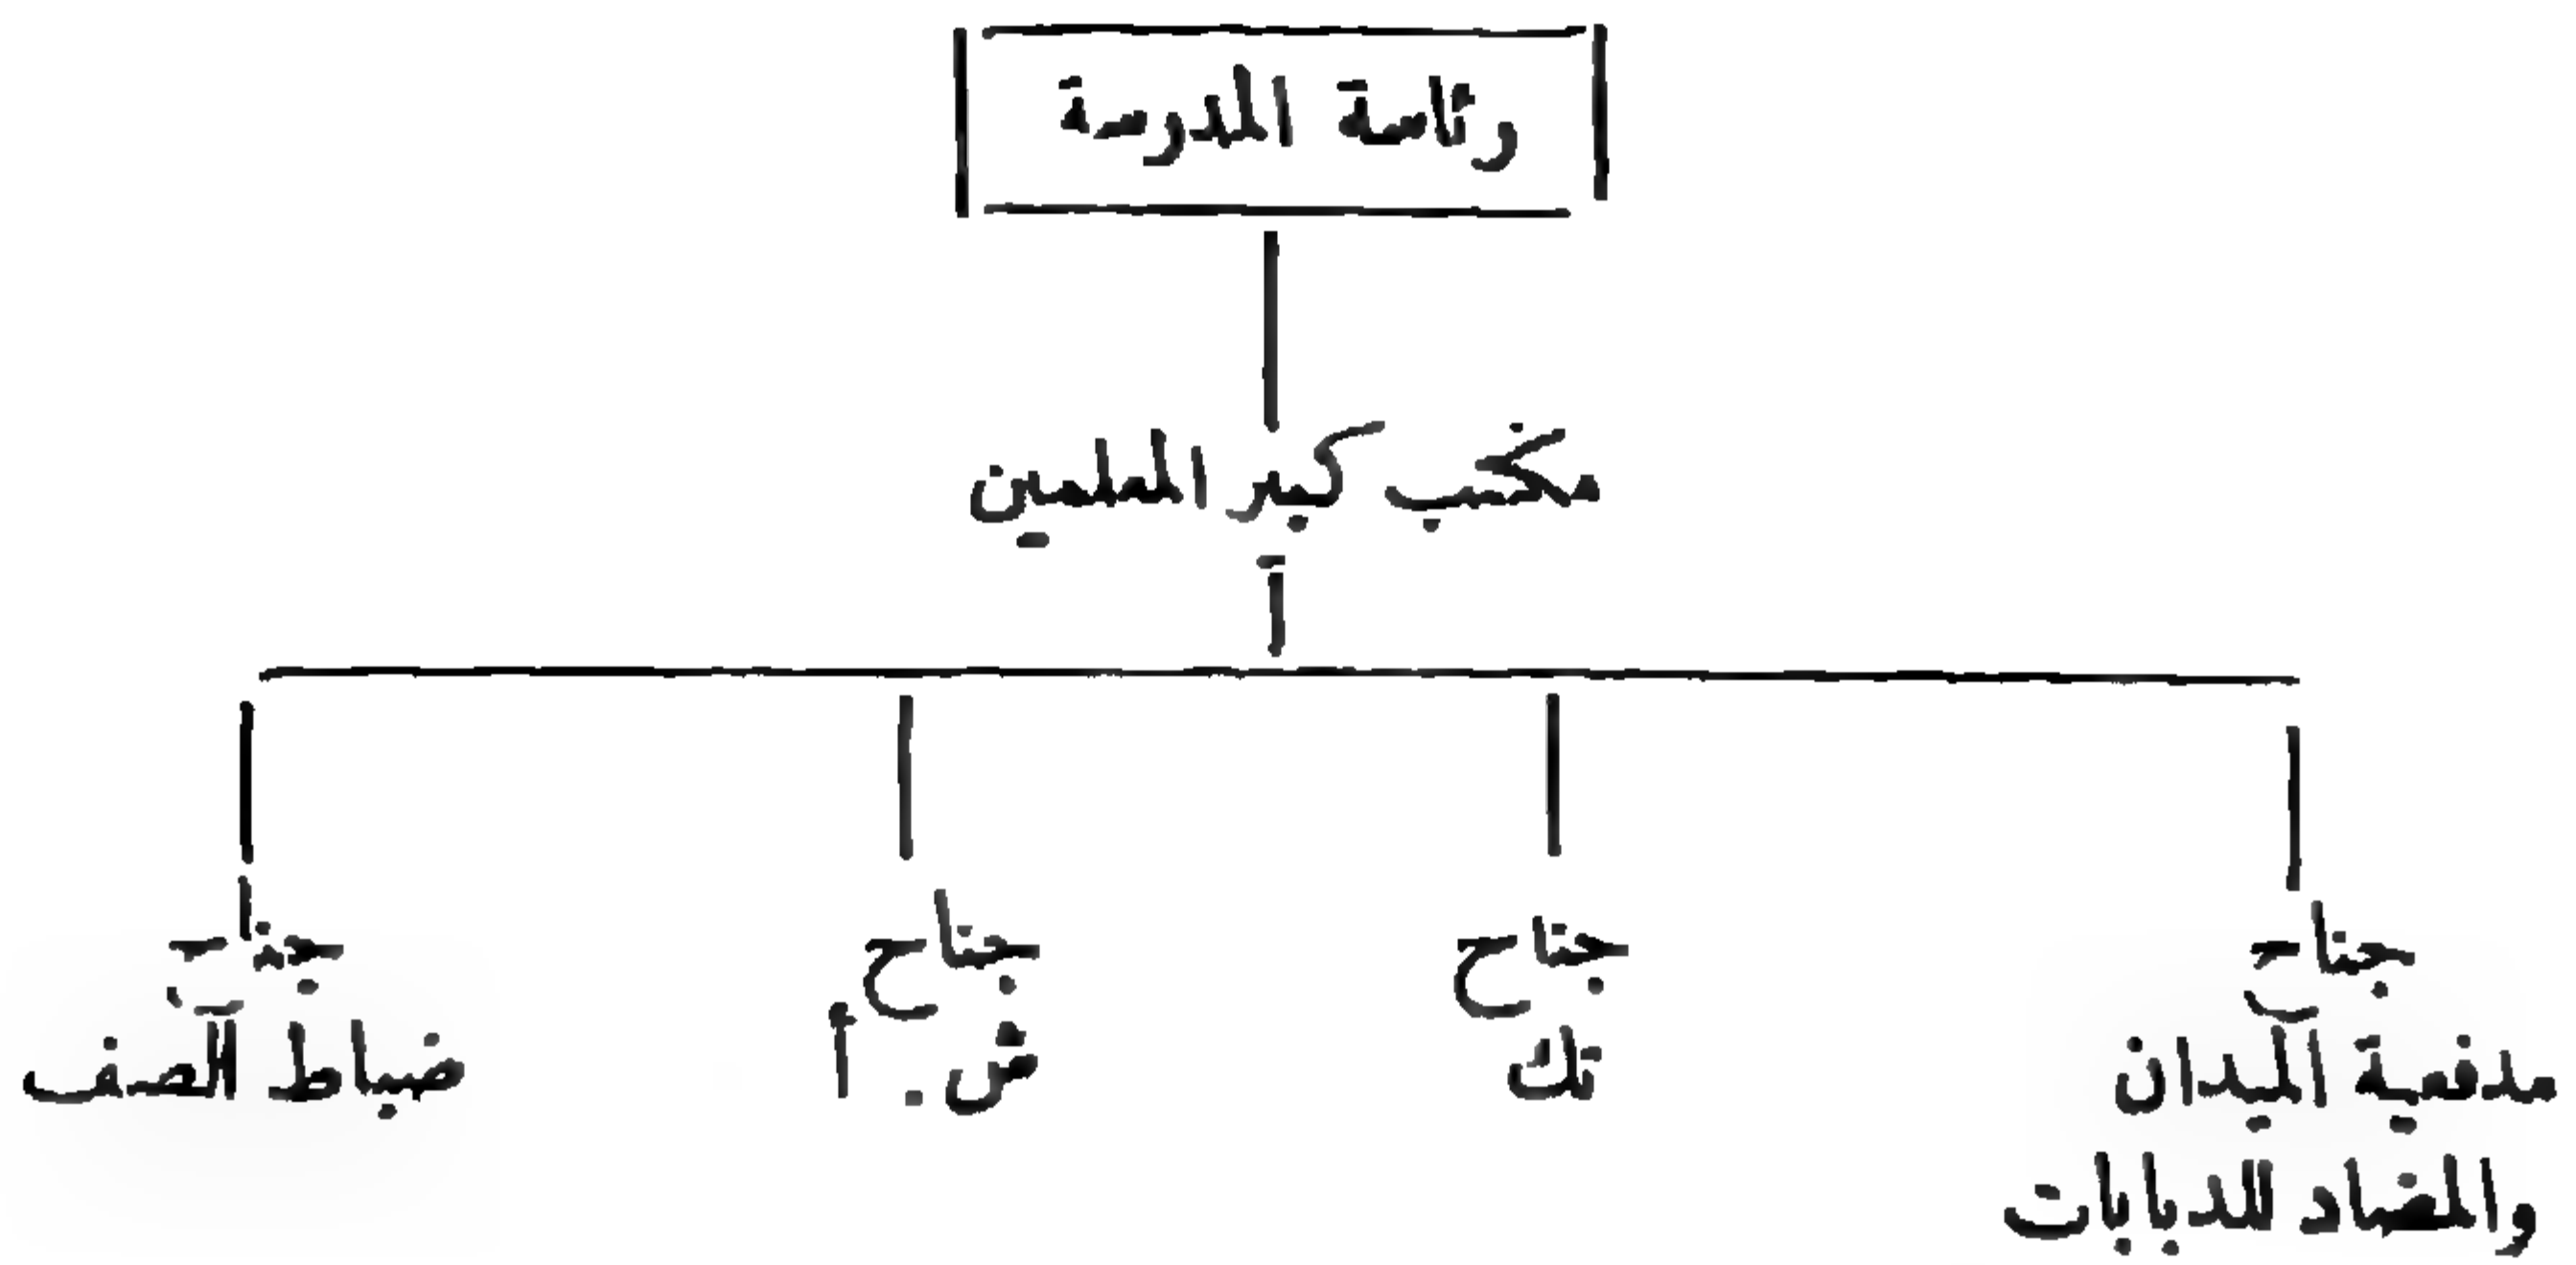 رئاسة المدرسة
مكتب كبير المعلمين
جناح
مدفعية الميدان
والمضاد للدبابات
جناح
تك
جناح
ش. أ
جناح
ضباط الصف